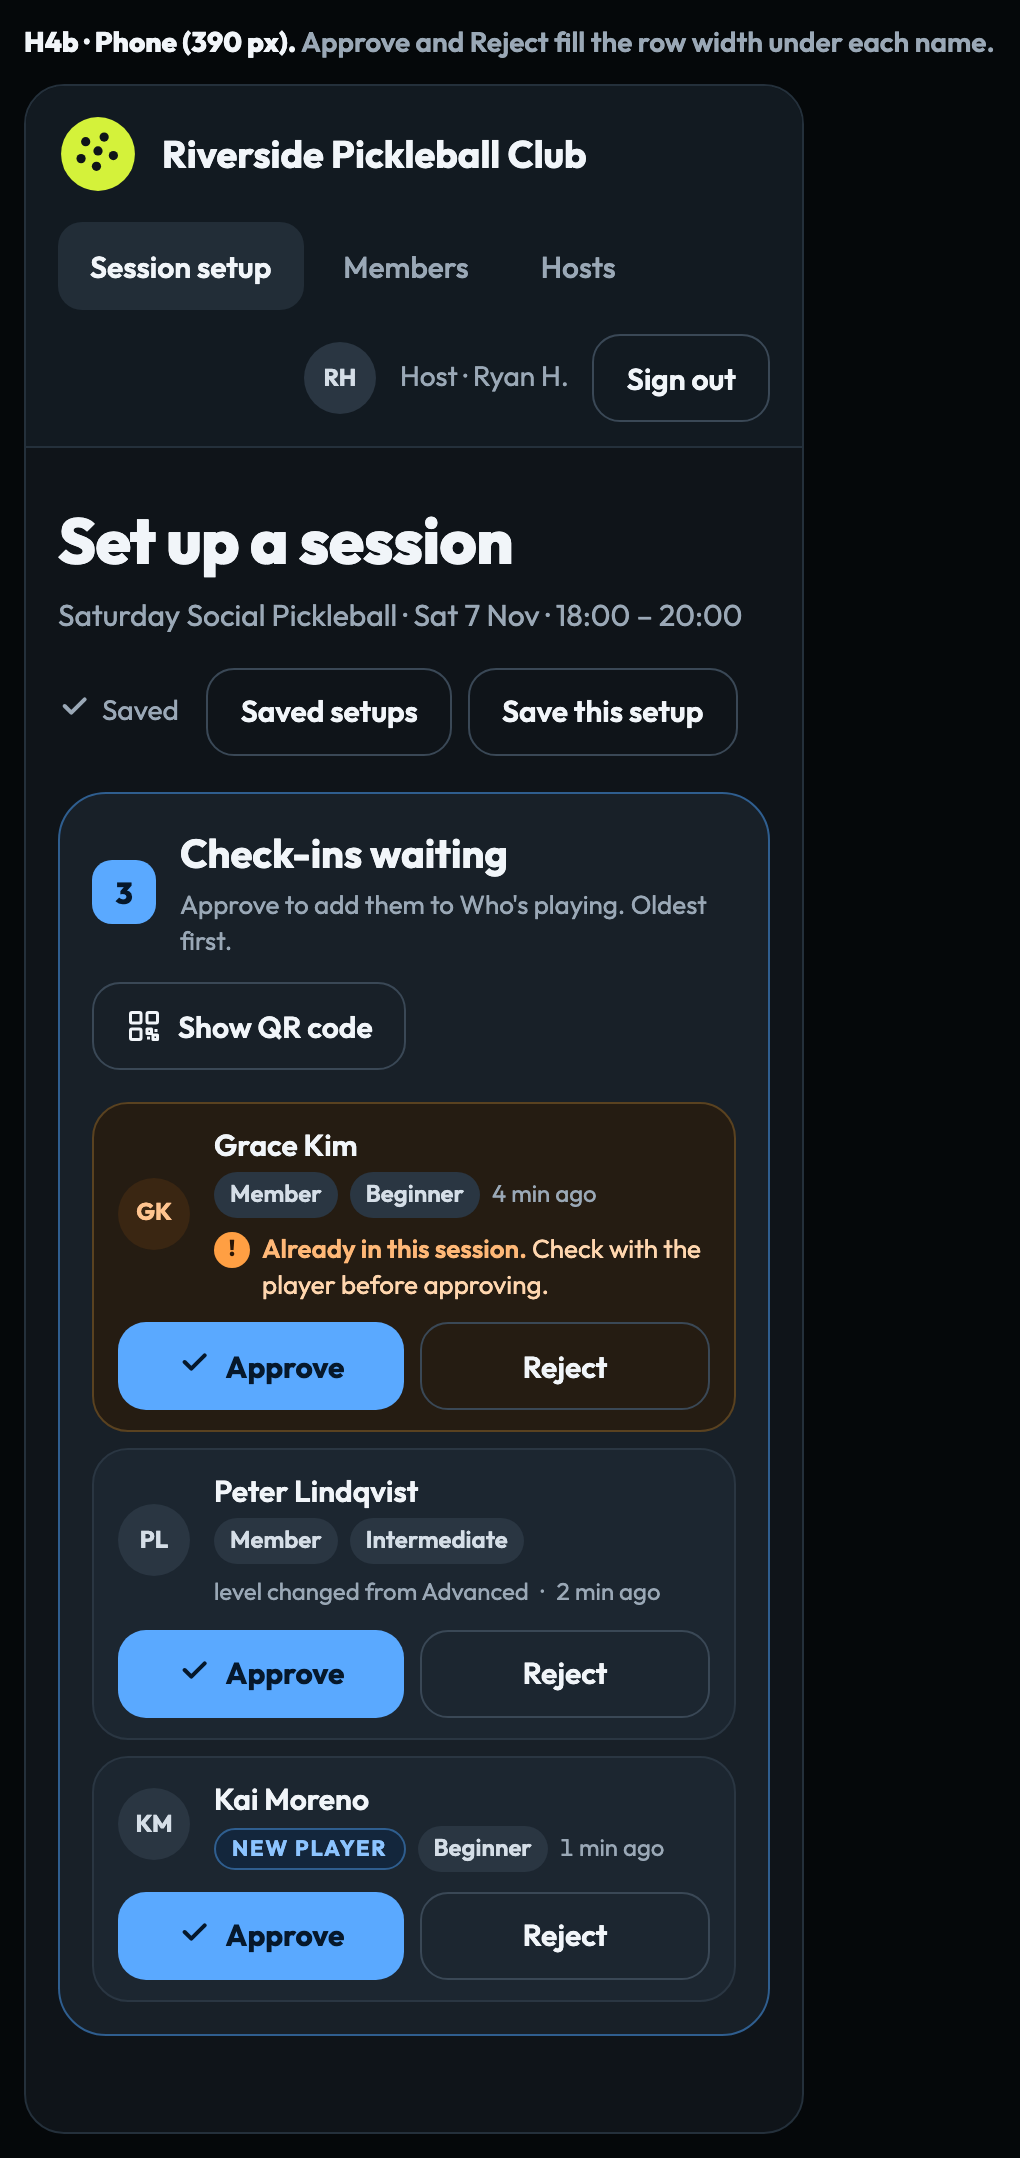 H4b · Phone (390 px). Approve and Reject fill the row width under each name.
Riverside Pickleball Club
Session setup Members Hosts
RH Host · Ryan H. Sign out
Set up a session
Saturday Social Pickleball · Sat 7 Nov · 18:00 – 20:00
Saved Saved setups Save this setup
3 Check-ins waiting
Approve to add them to Who's playing. Oldest
first.
Show QR code
GK Grace Kim
Member Beginner 4 min ago
! Already in this session. Check with the
player before approving.
Approve Reject
PL Peter Lindqvist
Member Intermediate
level changed from Advanced · 2 min ago
Approve Reject
KM Kai Moreno
NEW PLAYER Beginner 1 min ago
Approve Reject